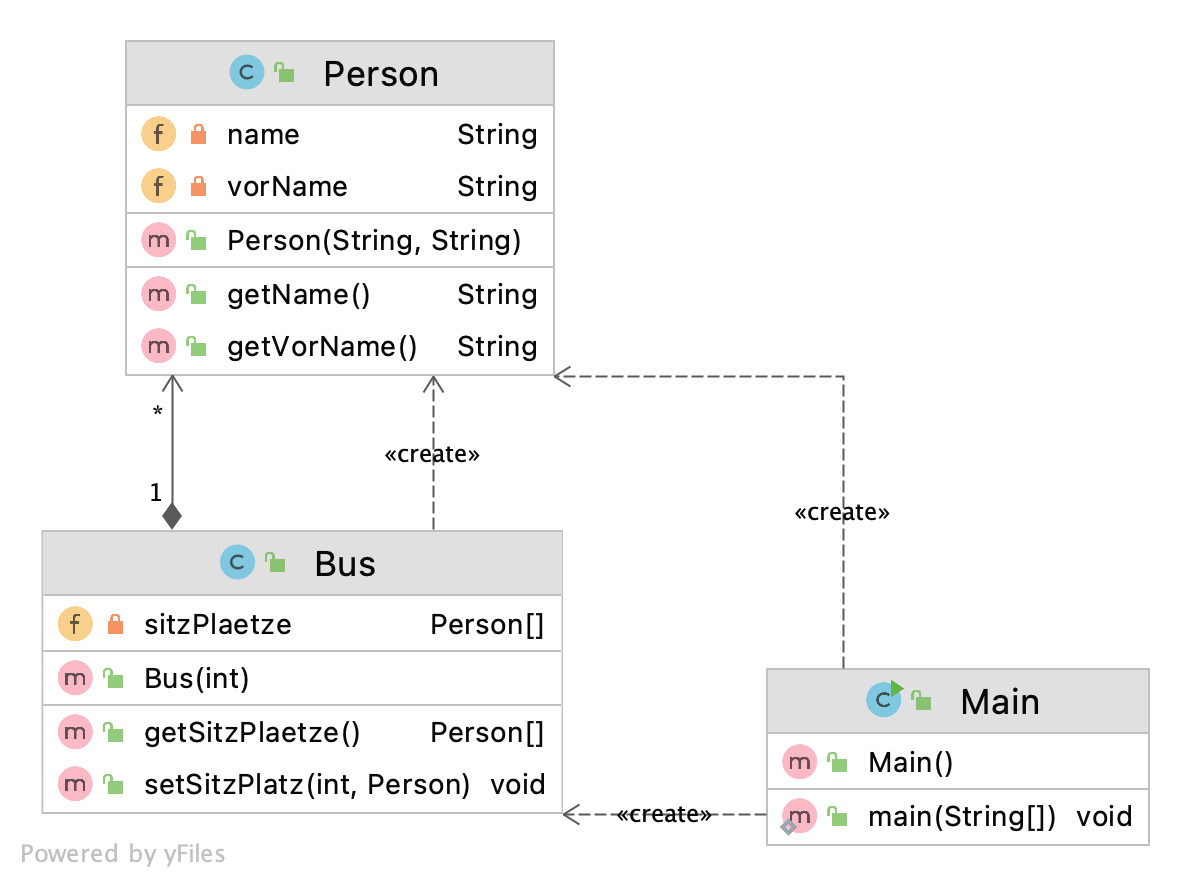 Person
name String
vorName String
Person(String, String)
getName() String
getVorName() String
*
1
«create»
«create»
Bus
sitzPlaetze Person[]
Bus(int)
getSitzPlaetze() Person[]
setSitzPlatz(int, Person) void
«create»
Main
Main()
main(String[]) void
Powered by yFiles